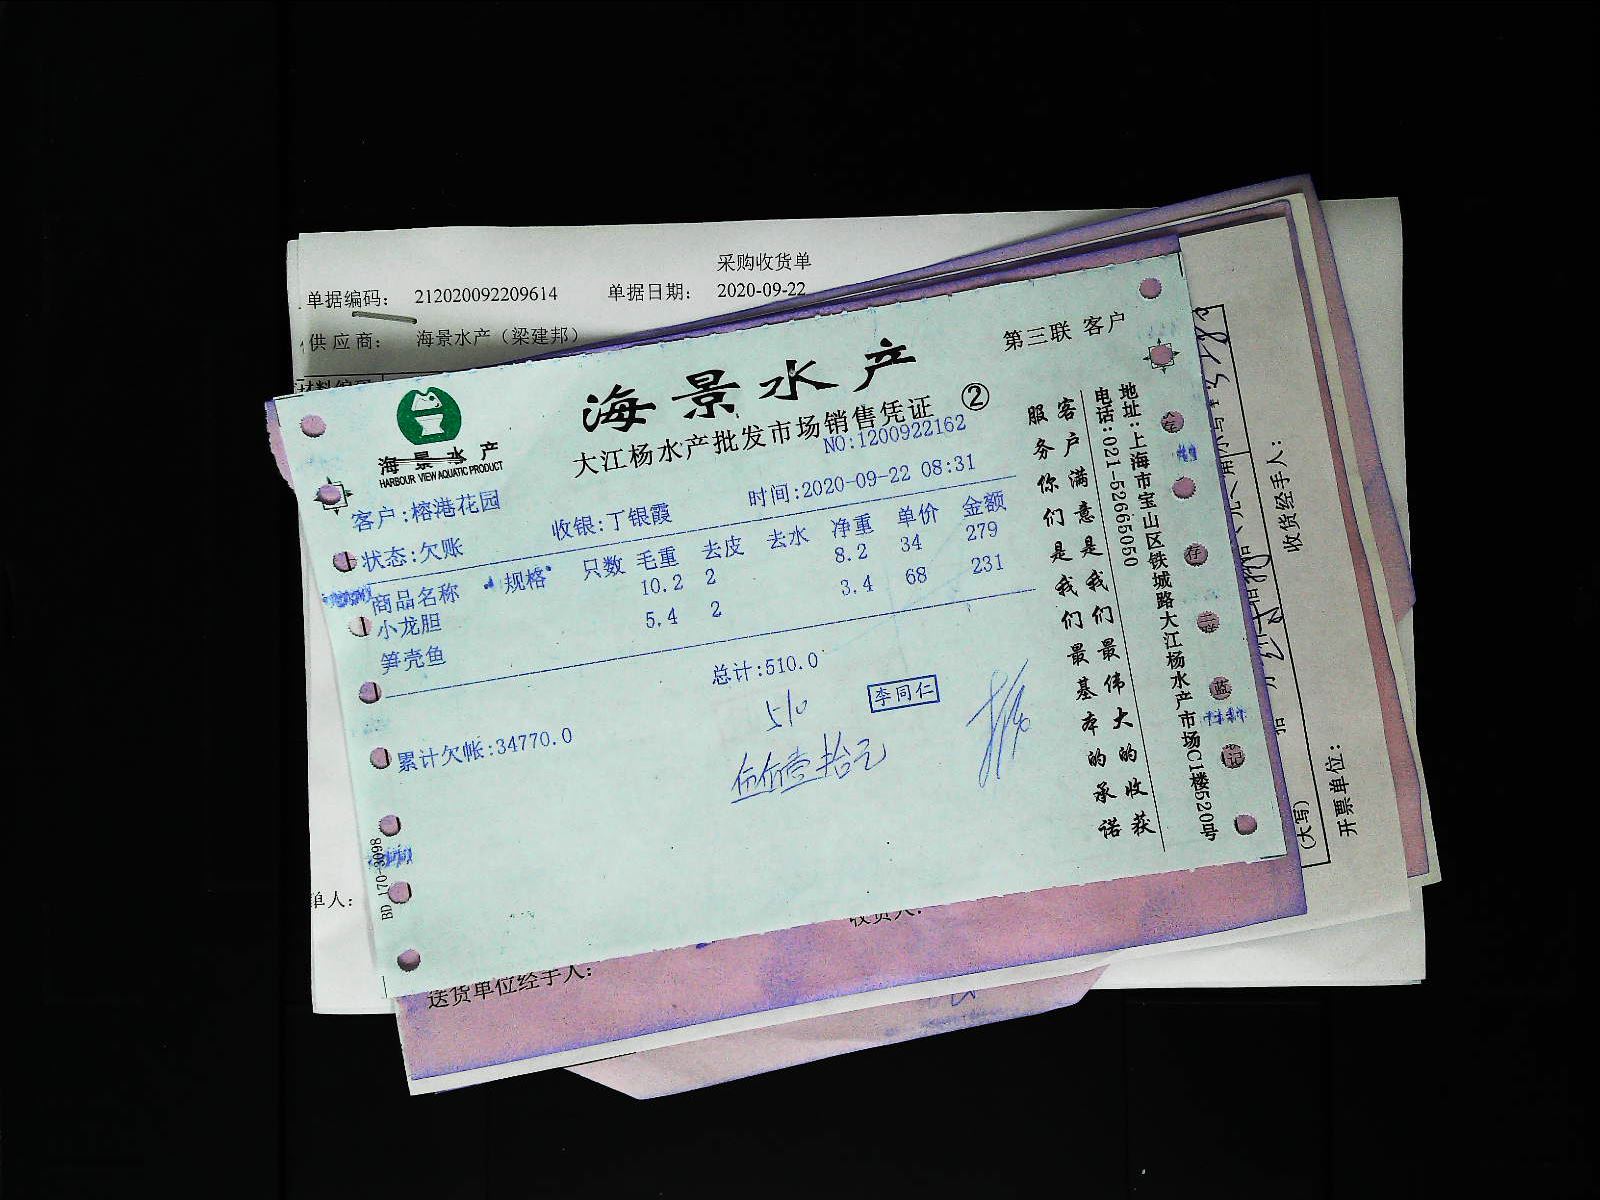 采购收货单
单据编码： 212020092209614 单据日期： 2020-09-22
供 应 商： 海景水产（梁建邦）
材料编码
第三联 客户
海景水产
大江杨水产批发市场销售凭证 ②
海景水产
HARBOUR VIEW AQUATIC PRODUCT
NO:1200922162
客户:榕港花园 收银:丁银霞 时间:2020-09-22 08:31
状态:欠账
商品名称 规格 只数 毛重 去皮 去水 净重 单价 金额
小龙胆 10.2 2 8.2 34 279
笋壳鱼 5.4 2 3.4 68 231
总计:510.0
510
李同仁
伍佰壹拾元
累计欠帐:34770.0
BD 170-3098
客户满意是我们最伟大的收获
服务你们是我们最基本的承诺
地址:上海市宝山区铁城路大江杨水产市场C1楼520号
电话:021-52665050
单人：
收货人：
送货单位经手人：
收货经手人：
开票单位：
(大写)